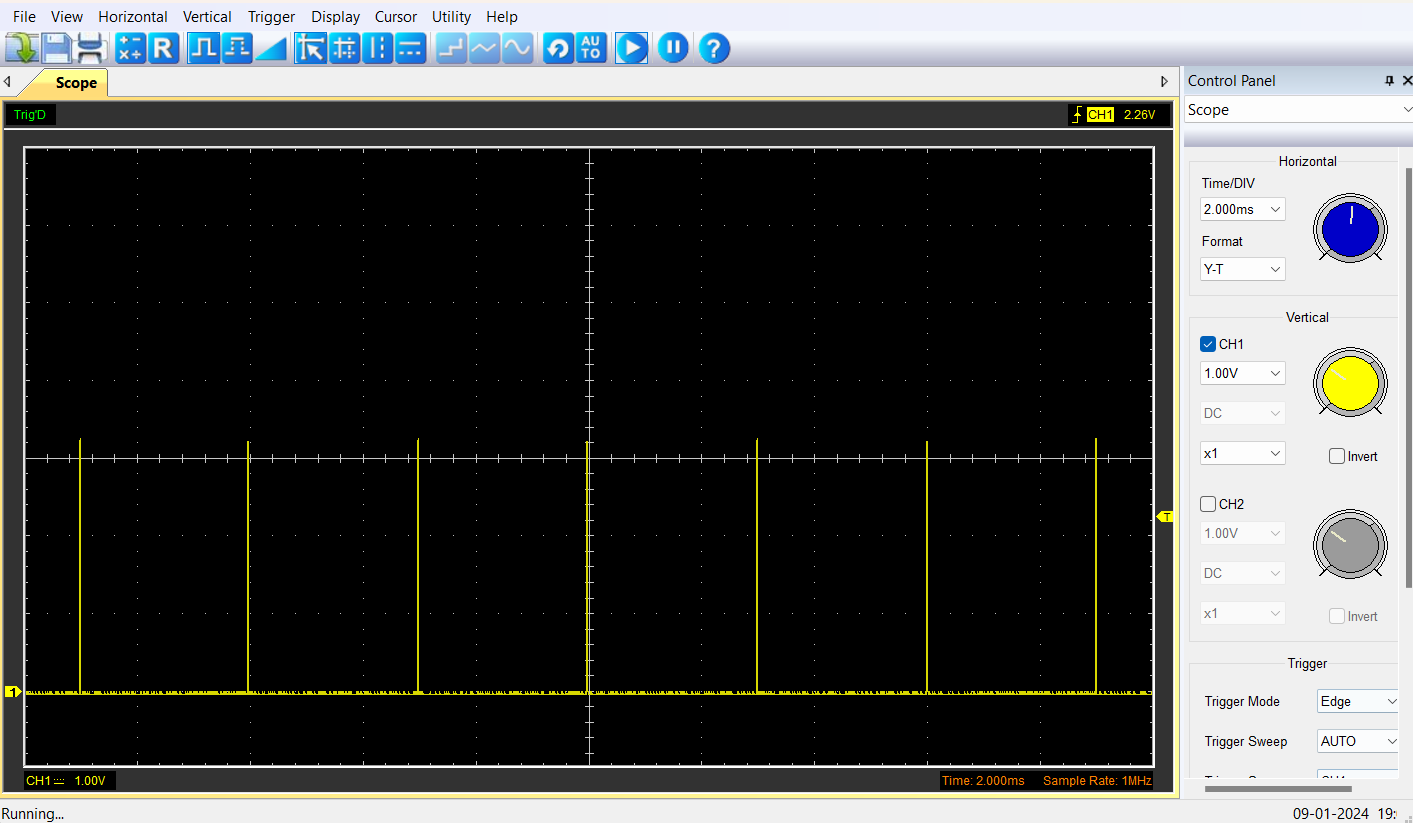 File View Horizontal Vertical Trigger Display Cursor Utility Help
R AU TO ?
Scope
Control Panel
Scope
Trig'D
CH1 2.26V
Horizontal
Time/DIV
2.000ms
Format
Y-T
Vertical
CH1
1.00V
DC
x1
Invert
CH2
1.00V
DC
x1
Invert
T
1
Trigger
Trigger Mode Edge
Trigger Sweep AUTO
CH1 1.00V
Time: 2.000ms Sample Rate: 1MHz
Running...
09-01-2024 19: